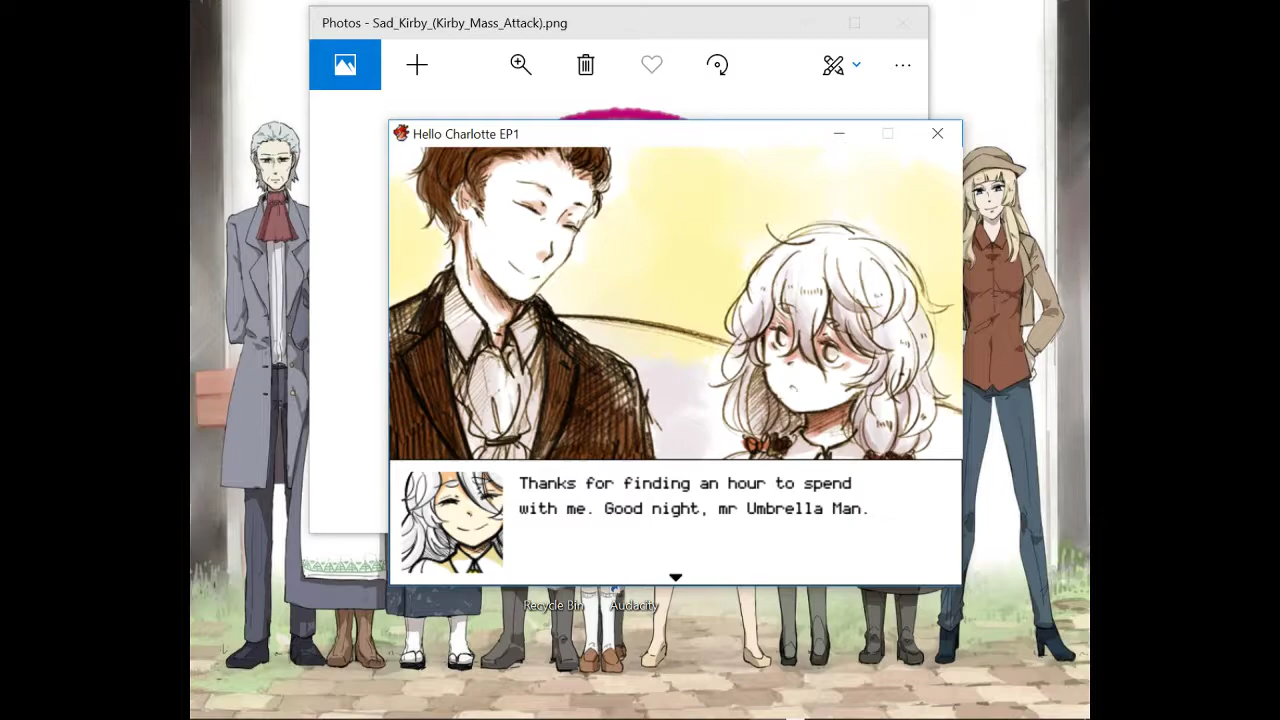 Photos - Sad_Kirby_(Kirby_Mass_Attack).png
Hello Charlotte EP1
Thanks for finding an hour to spend
with me. Good night, mr Umbrella Man.
Recycle Bin
Audacity